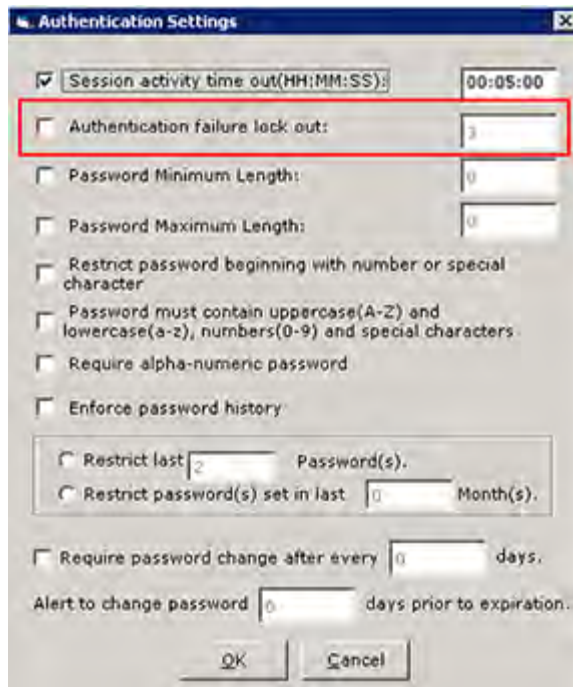 Authentication Settings
Session activity time out(HH:MM:SS): 00:05:00
Authentication failure lock out: 3
Password Minimum Length: 0
Password Maximum Length: 0
Restrict password beginning with number or special
character
Password must contain uppercase(A-Z) and
lowercase(a-z), numbers(0-9) and special characters
Require alpha-numeric password
Enforce password history
Restrict last 2 Password(s).
Restrict password(s) set in last 0 Month(s).
Require password change after every 0 days.
Alert to change password 0 days prior to expiration.
OK Cancel